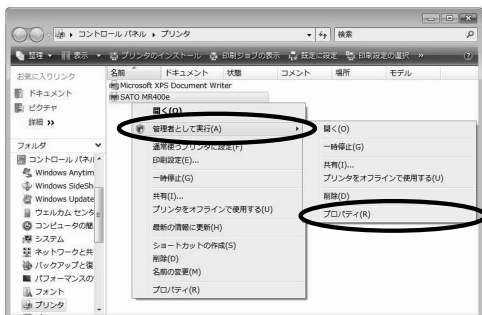 コントロール パネル ▸ プリンタ
検索
整理 表示 プリンタのインストール 印刷ジョブの表示 既定に設定 印刷設定の選択 »
お気に入りリンク
ドキュメント
ピクチャ
詳細 »
フォルダ
コントロール パネル
Windows Anytim
Windows SideSh
Windows Update
ウェルカム センタ
コンピュータの簡
システム
ネットワークと共
バックアップと復
パフォーマンスの
フォント
プリンタ
名前 ドキュメント 状態 コメント 場所 モデル
Microsoft XPS Document Writer
SATO MR400e
開く(O)
管理者として実行(A)
通常使うプリンタに設定(F)
印刷設定(E)...
一時停止(G)
共有(I)...
プリンタをオフラインで使用する(U)
最新の情報に更新(H)
ショートカットの作成(S)
削除(D)
名前の変更(M)
プロパティ(R)
開く(O)
一時停止(G)
共有(I)...
プリンタをオフラインで使用する(U)
削除(D)
プロパティ(R)